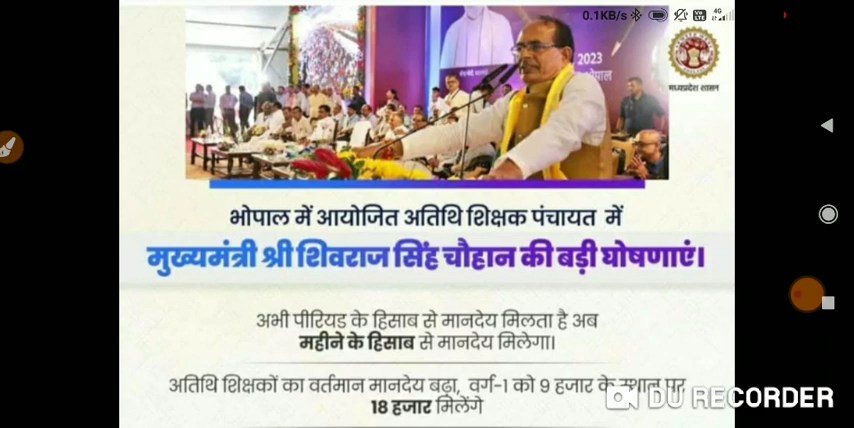 0.1KB/s
4G
2023
भोपाल
मध्यप्रदेश शासन
भोपाल में आयोजित अतिथि शिक्षक पंचायत में
मुख्यमंत्री श्री शिवराज सिंह चौहान की बड़ी घोषणाएं।
अभी पीरियड के हिसाब से मानदेय मिलता है अब
महीने के हिसाब से मानदेय मिलेगा।
अतिथि शिक्षकों का वर्तमान मानदेय बढ़ा, वर्ग-1 को 9 हजार के स्थान पर
18 हजार मिलेंगे
DU RECORDER